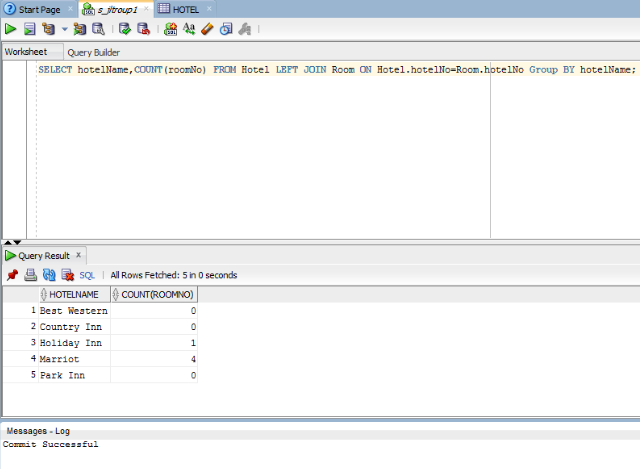 Start Page s_jtroup1 HOTEL
Worksheet Query Builder
SELECT hotelName,COUNT(roomNo) FROM Hotel LEFT JOIN Room ON Hotel.hotelNo=Room.hotelNo Group BY hotelName;
Query Result x
SQL | All Rows Fetched: 5 in 0 seconds
HOTELNAME COUNT(ROOMNO)
1 Best Western 0
2 Country Inn 0
3 Holiday Inn 1
4 Marriot 4
5 Park Inn 0
Messages - Log
Commit Successful